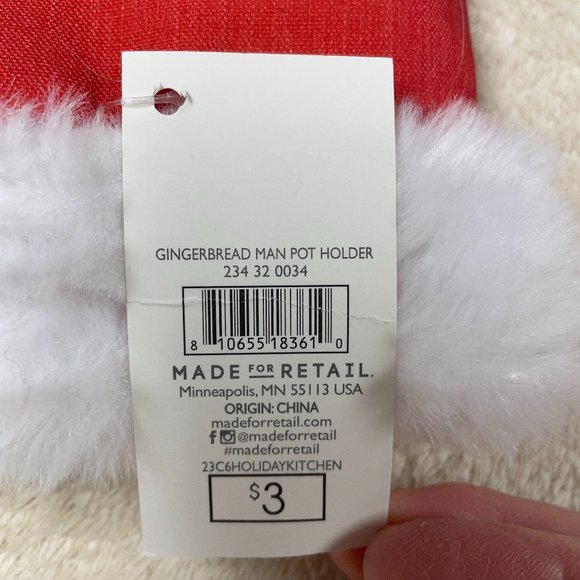 GINGERBREAD MAN POT HOLDER
234 32 0034
8 10655 18361 0
MADE FOR RETAIL.
Minneapolis, MN 55113 USA
ORIGIN: CHINA
madeforretail.com
@madeforretail
#madeforretail
23C6HOLIDAYKITCHEN
$3